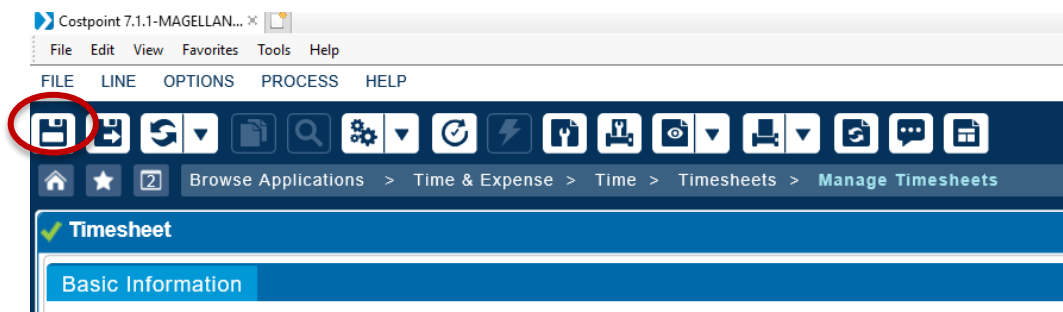 Costpoint 7.1.1-MAGELLAN...
File Edit View Favorites Tools Help
FILE LINE OPTIONS PROCESS HELP
2 Browse Applications > Time & Expense > Time > Timesheets > Manage Timesheets
Timesheet
Basic Information